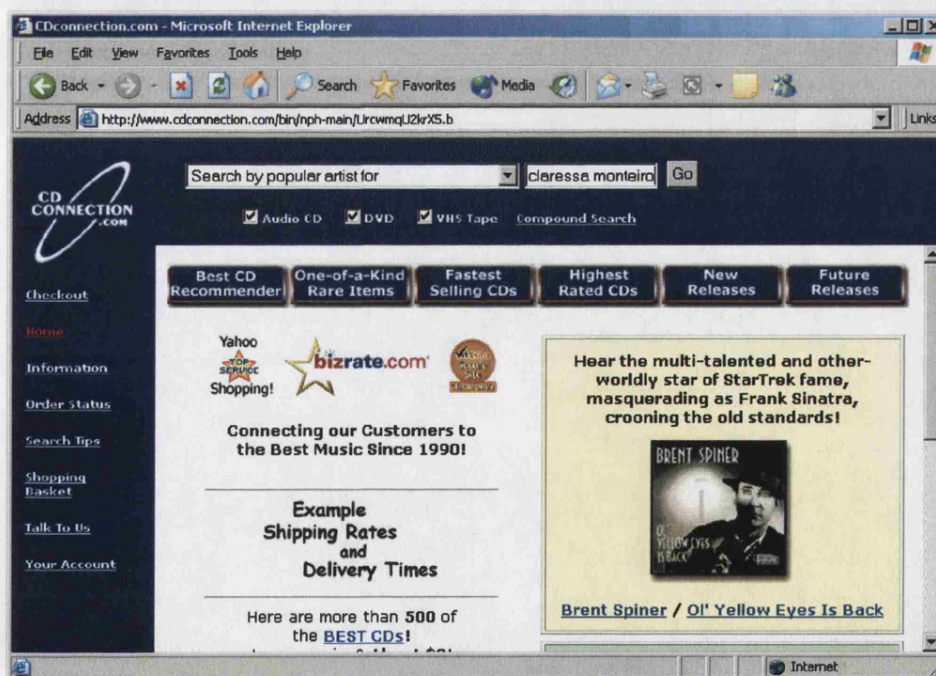 CDconnection.com - Microsoft Internet Explorer
File Edit View Favorites Tools Help
Back Search Favorites Media
Address http://www.cdconnection.com/bin/nph-main/UrcwmqU2krX5.b Links
CD
CONNECTION
.COM
Search by popular artist for claressa monteiro Go
Audio CD DVD VHS Tape Compound Search
Checkout
Home
Information
Order Status
Search Tips
Shopping
Basket
Talk To Us
Your Account
Best CD
Recommender
One-of-a-Kind
Rare Items
Fastest
Selling CDs
Highest
Rated CDs
New
Releases
Future
Releases
Yahoo
TOP
SERVICE
Shopping!
bizrate.com
Connecting our Customers to
the Best Music Since 1990!
Example
Shipping Rates
and
Delivery Times
Here are more than 500 of
the BEST CDs!
Hear the multi-talented and other-
worldly star of StarTrek fame,
masquerading as Frank Sinatra,
crooning the old standards!
BRENT SPINER
OL'
YELLOW EYES
IS BACK
Brent Spiner / Ol' Yellow Eyes Is Back
Internet